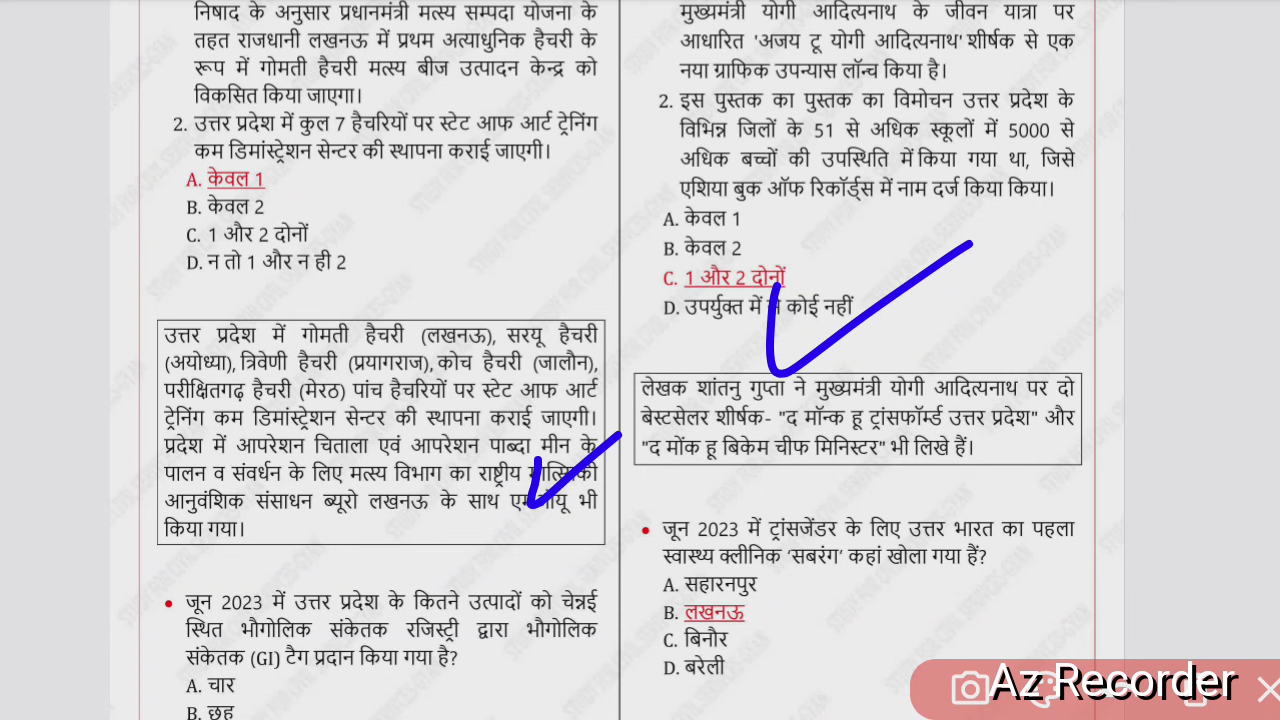 निषाद के अनुसार प्रधानमंत्री मत्स्य सम्पदा योजना के
तहत राजधानी लखनऊ में प्रथम अत्याधुनिक हैचरी के
रूप में गोमती हैचरी मत्स्य बीज उत्पादन केन्द्र को
विकसित किया जाएगा।
2. उत्तर प्रदेश में कुल 7 हैचरियों पर स्टेट आफ आर्ट ट्रेनिंग
कम डिमांस्ट्रेशन सेन्टर की स्थापना कराई जाएगी।
A. केवल 1
B. केवल 2
C. 1 और 2 दोनों
D. न तो 1 और न ही 2
उत्तर प्रदेश में गोमती हैचरी (लखनऊ), सरयू हैचरी
(अयोध्या), त्रिवेणी हैचरी (प्रयागराज), कोच हैचरी (जालौन),
परीक्षितगढ़ हैचरी (मेरठ) पांच हैचरियों पर स्टेट आफ आर्ट
ट्रेनिंग कम डिमांस्ट्रेशन सेन्टर की स्थापना कराई जाएगी।
प्रदेश में आपरेशन चिताला एवं आपरेशन पाब्दा मीन के
पालन व संवर्धन के लिए मत्स्य विभाग का राष्ट्रीय
आनुवंशिक संसाधन ब्यूरो लखनऊ के साथ भी
किया गया।
• जून 2023 में उत्तर प्रदेश के कितने उत्पादों को चेन्नई
स्थित भौगोलिक संकेतक रजिस्ट्री द्वारा भौगोलिक
संकेतक (GI) टैग प्रदान किया गया है?
A. चार
B. छह
मुख्यमंत्री योगी आदित्यनाथ के जीवन यात्रा पर
आधारित 'अजय टू योगी आदित्यनाथ' शीर्षक से एक
नया ग्राफिक उपन्यास लॉन्च किया है।
2. इस पुस्तक का पुस्तक का विमोचन उत्तर प्रदेश के
विभिन्न जिलों के 51 से अधिक स्कूलों में 5000 से
अधिक बच्चों की उपस्थिति में किया गया था, जिसे
एशिया बुक ऑफ रिकॉर्ड्स में नाम दर्ज किया किया।
A. केवल 1
B. केवल 2
C. 1 और 2 दोनों
D. उपर्युक्त में से कोई नहीं
लेखक शांतनु गुप्ता ने मुख्यमंत्री योगी आदित्यनाथ पर दो
बेस्टसेलर शीर्षक- "द मॉन्क हू ट्रांसफॉर्म्ड उत्तर प्रदेश" और
"द मोंक हू बिकेम चीफ मिनिस्टर" भी लिखे हैं।
• जून 2023 में ट्रांसजेंडर के लिए उत्तर भारत का पहला
स्वास्थ्य क्लीनिक ‘सबरंग’ कहां खोला गया हैं?
A. सहारनपुर
B. लखनऊ
C. बिनौर
D. बरेली
Az Recorder